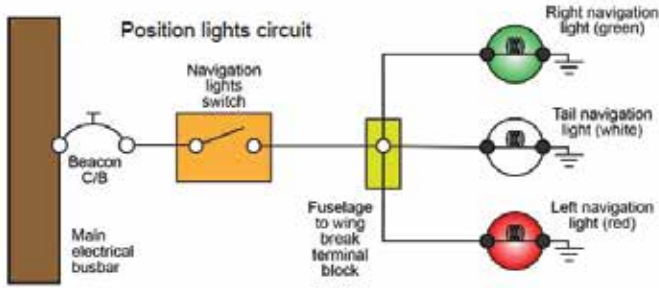 Position lights circuit
Right navigation
light (green)
Navigation
lights
switch
Tail navigation
light (white)
Beacon
C/B
Fuselage
to wing
break
terminal
block
Left navigation
light (red)
Main
electrical
busbar